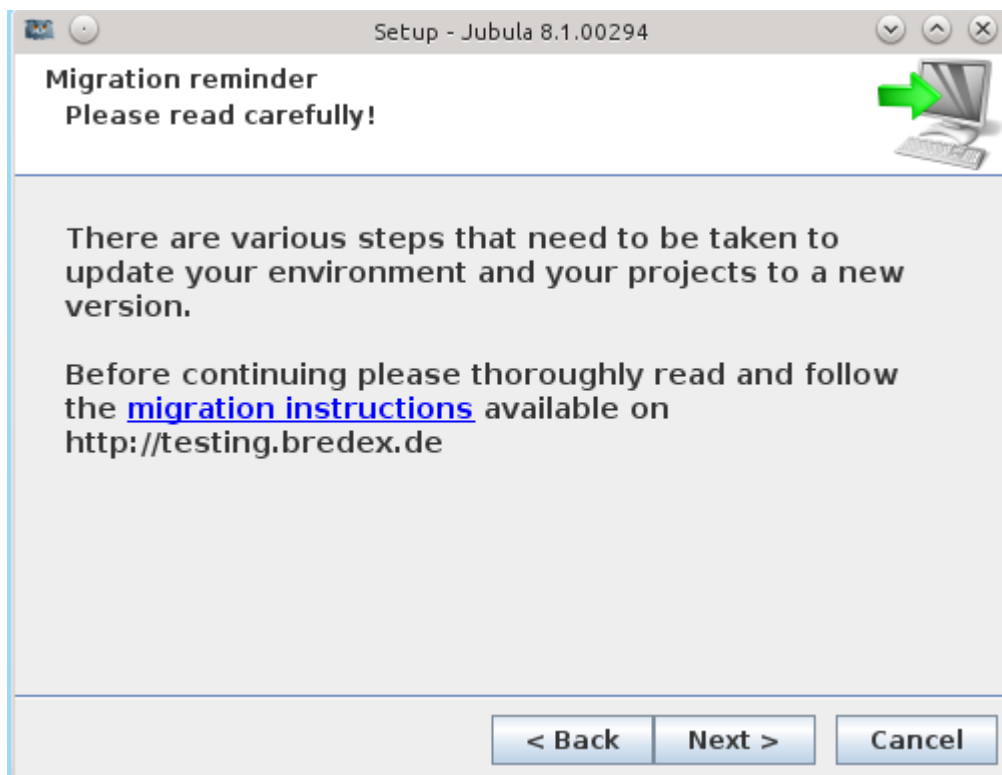 Setup - Jubula 8.1.00294
Migration reminder
Please read carefully!
There are various steps that need to be taken to
update your environment and your projects to a new
version.
Before continuing please thoroughly read and follow
the migration instructions available on
http://testing.bredex.de
< Back Next > Cancel